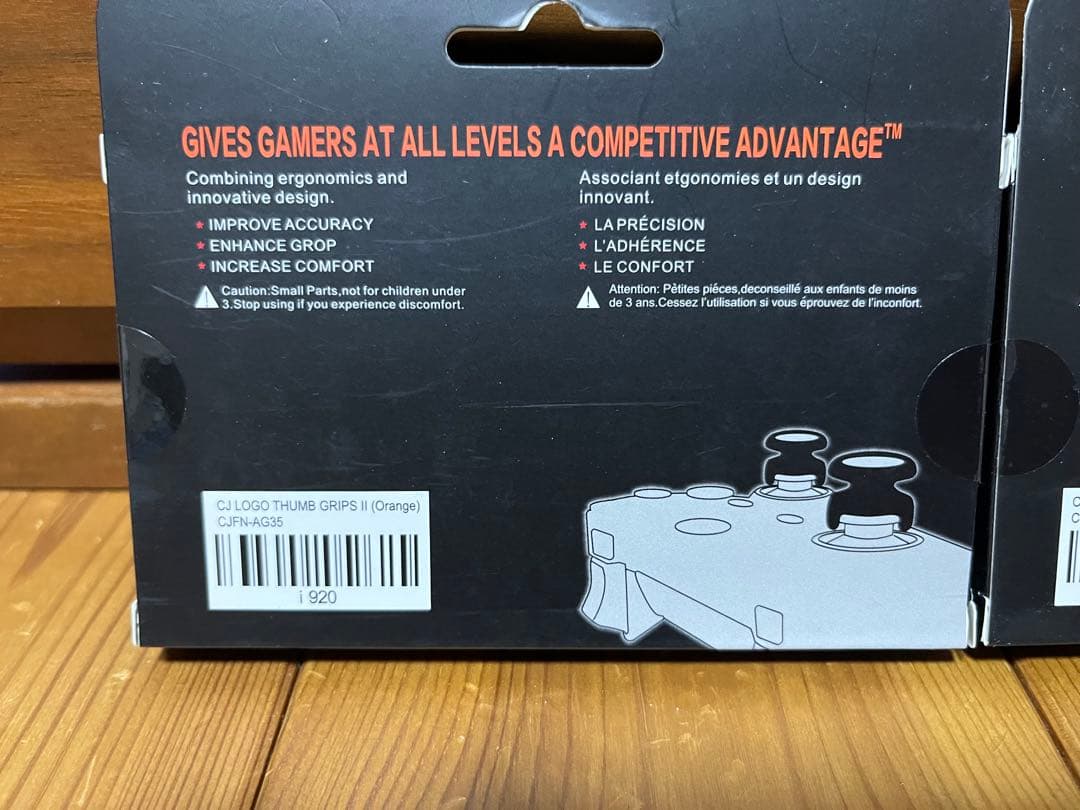 GIVES GAMERS AT ALL LEVELS A COMPETITIVE ADVANTAGE™
Combining ergonomics and
innovative design.
★ IMPROVE ACCURACY
★ ENHANCE GROP
★ INCREASE COMFORT
Caution:Small Parts,not for children under
3.Stop using if you experience discomfort.
Associant etgonomies et un design
innovant.
★ LA PRÉCISION
★ L'ADHÉRENCE
★ LE CONFORT
Attention: Pètites piéces,deconseillé aux enfants de moins
de 3 ans.Cessez l'utilisation si vous éprouvez de l'inconfort.
CJ LOGO THUMB GRIPS II (Orange)
CJFN-AG35
i 920
C
C